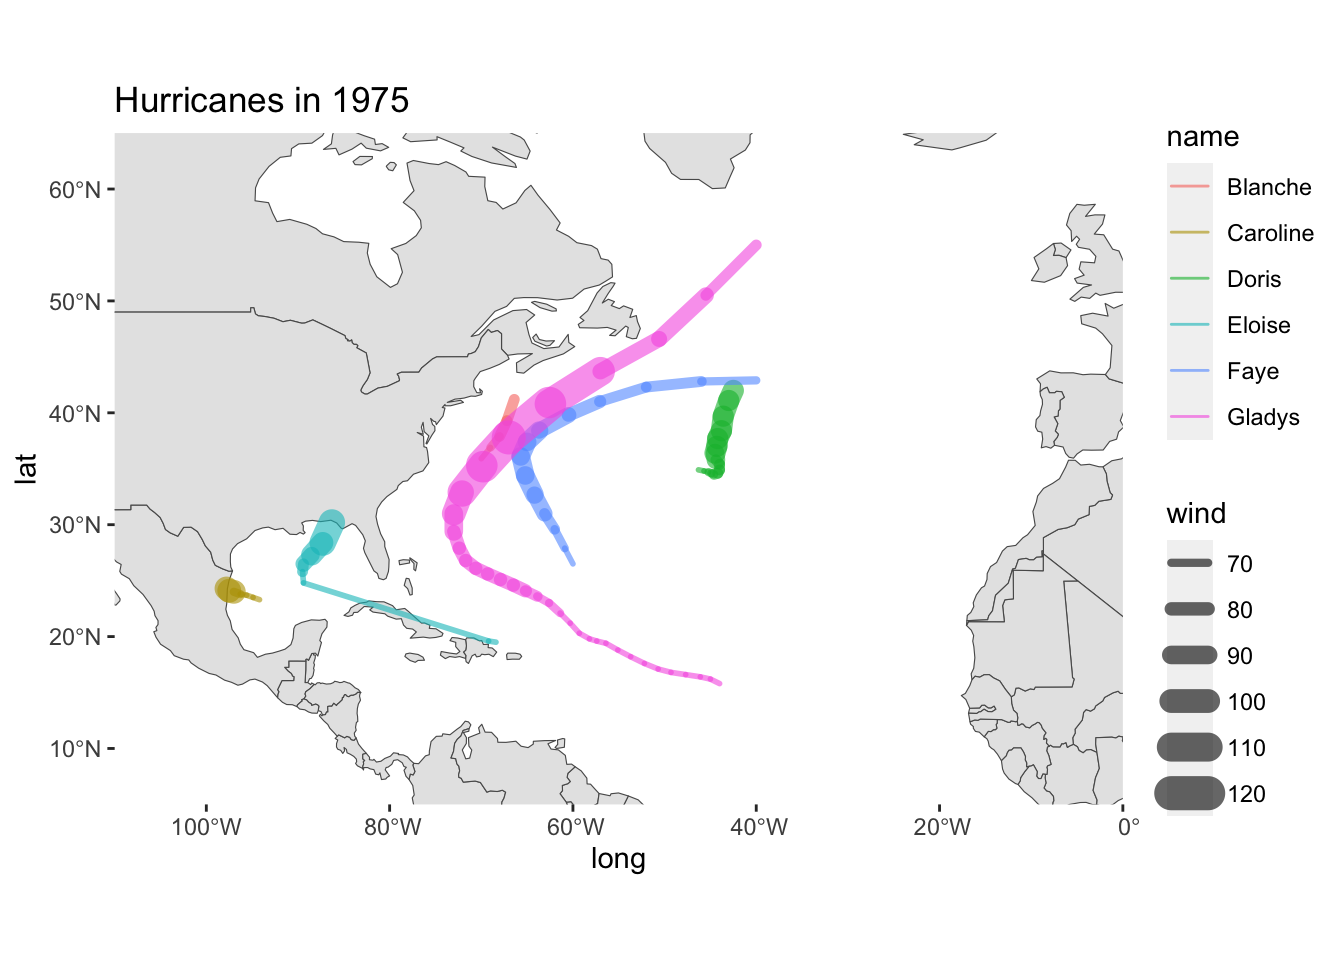 Hurricanes in 1975
60°N
50°N
40°N
30°N
20°N
10°N
lat
100°W
80°W
60°W
40°W
20°W
0°
long
name
Blanche
Caroline
Doris
Eloise
Faye
Gladys
wind
70
80
90
100
110
120